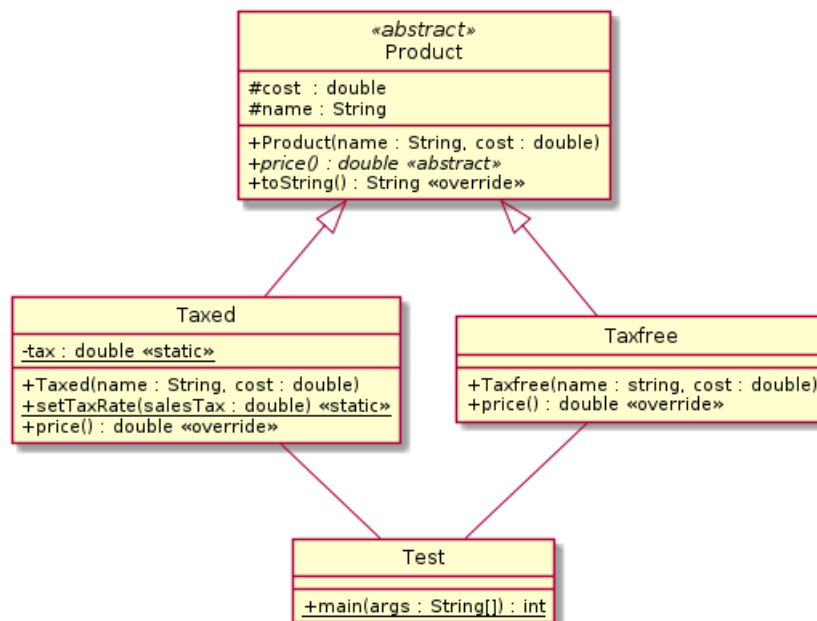 «abstract»
Product
#cost : double
#name : String
+Product(name : String, cost : double)
+price() : double «abstract»
+toString() : String «override»
Taxed
-tax : double «static»
+Taxed(name : String, cost : double)
+setTaxRate(salesTax : double) «static»
+price() : double «override»
Taxfree
+Taxfree(name : string, cost : double)
+price() : double «override»
Test
+main(args : String[]) : int